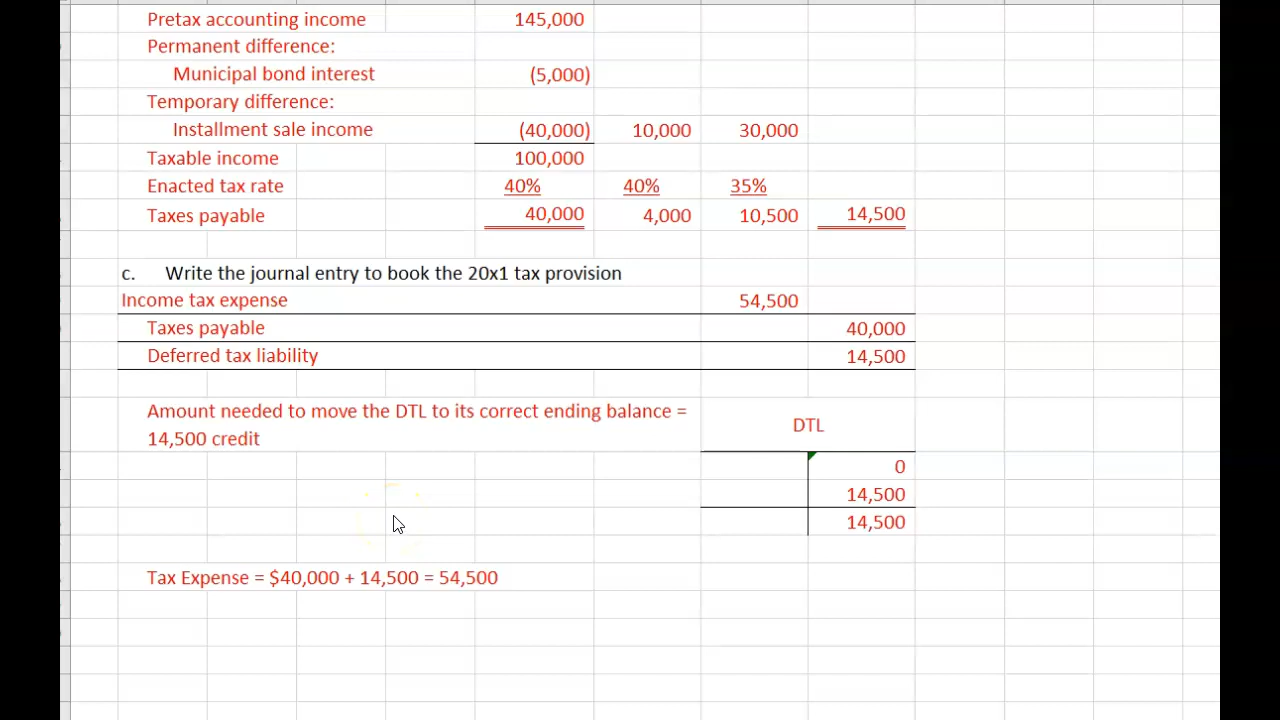 Pretax accounting income 145,000
Permanent difference:
Municipal bond interest (5,000)
Temporary difference:
Installment sale income (40,000) 10,000 30,000
Taxable income 100,000
Enacted tax rate 40% 40% 35%
Taxes payable 40,000 4,000 10,500 14,500
c. Write the journal entry to book the 20x1 tax provision
Income tax expense 54,500
Taxes payable 40,000
Deferred tax liability 14,500
Amount needed to move the DTL to its correct ending balance =
14,500 credit
DTL
0
14,500
14,500
Tax Expense = $40,000 + 14,500 = 54,500